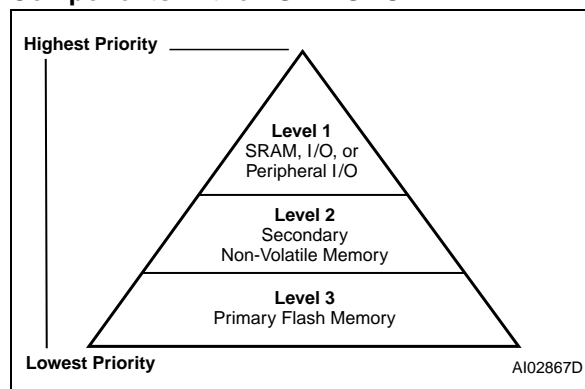 Highest Priority
Level 1
SRAM, I/O, or
Peripheral I/O
Level 2
Secondary
Non-Volatile Memory
Level 3
Primary Flash Memory
Lowest Priority
AI02867D